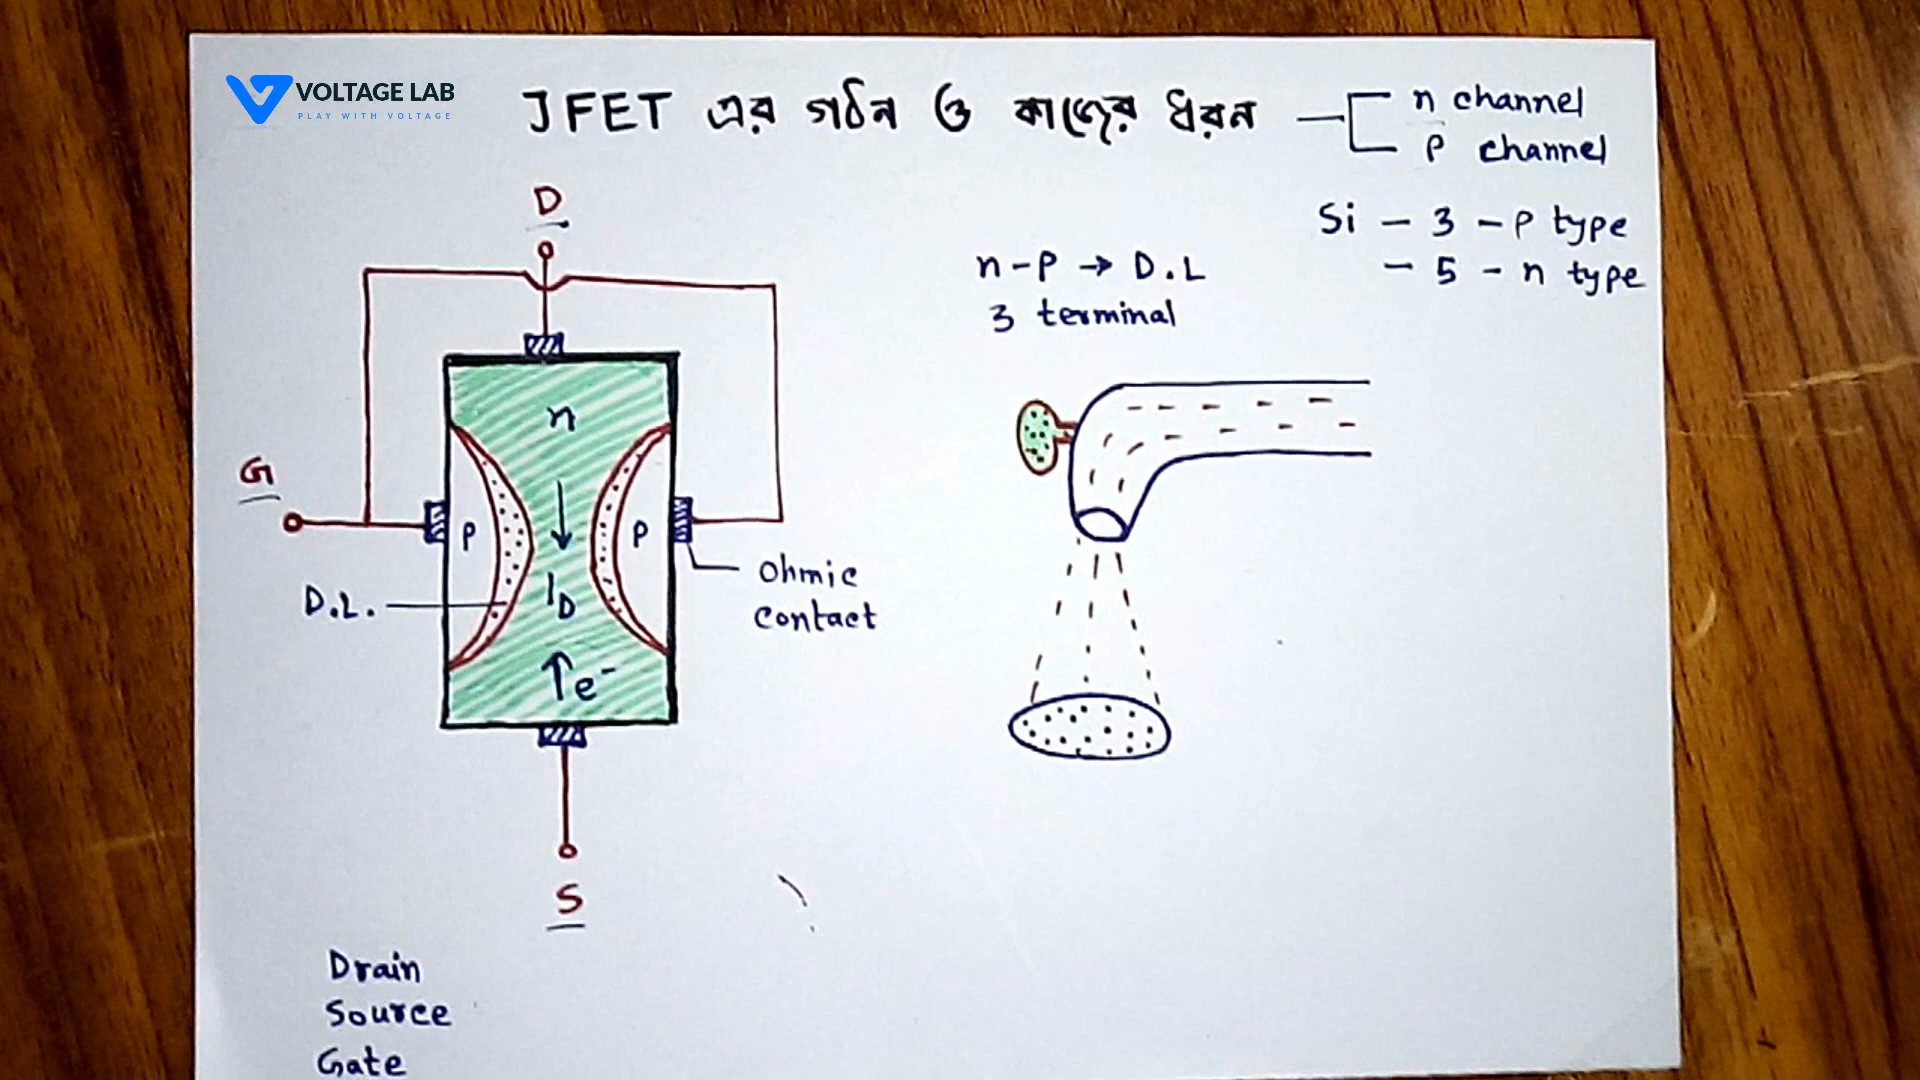 VOLTAGE LAB
PLAY WITH VOLTAGE
JFET এর গঠন ও কাজের ধরন
n channel
p channel
Si - 3 - p type
- 5 - n type
n-p → D.L
3 terminal
D
G
n
P
P
I_D
↑e⁻
D.L.
Ohmic
contact
S
Drain
Source
Gate